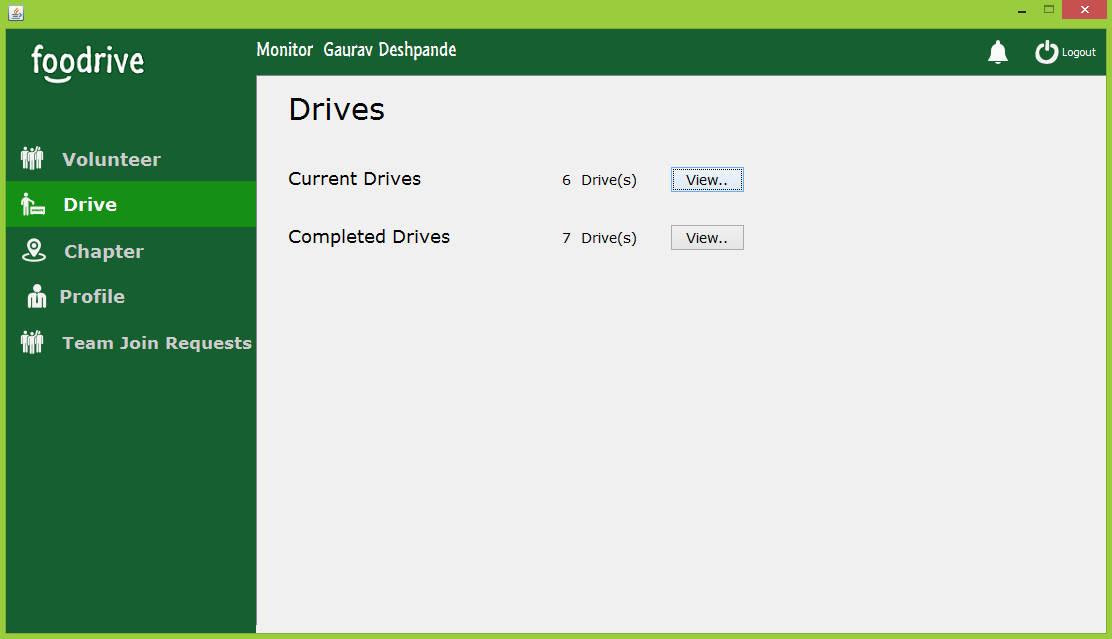 foodrive
Monitor Gaurav Deshpande
Logout
Volunteer
Drive
Chapter
Profile
Team Join Requests
Drives
Current Drives 6 Drive(s) View..
Completed Drives 7 Drive(s) View..